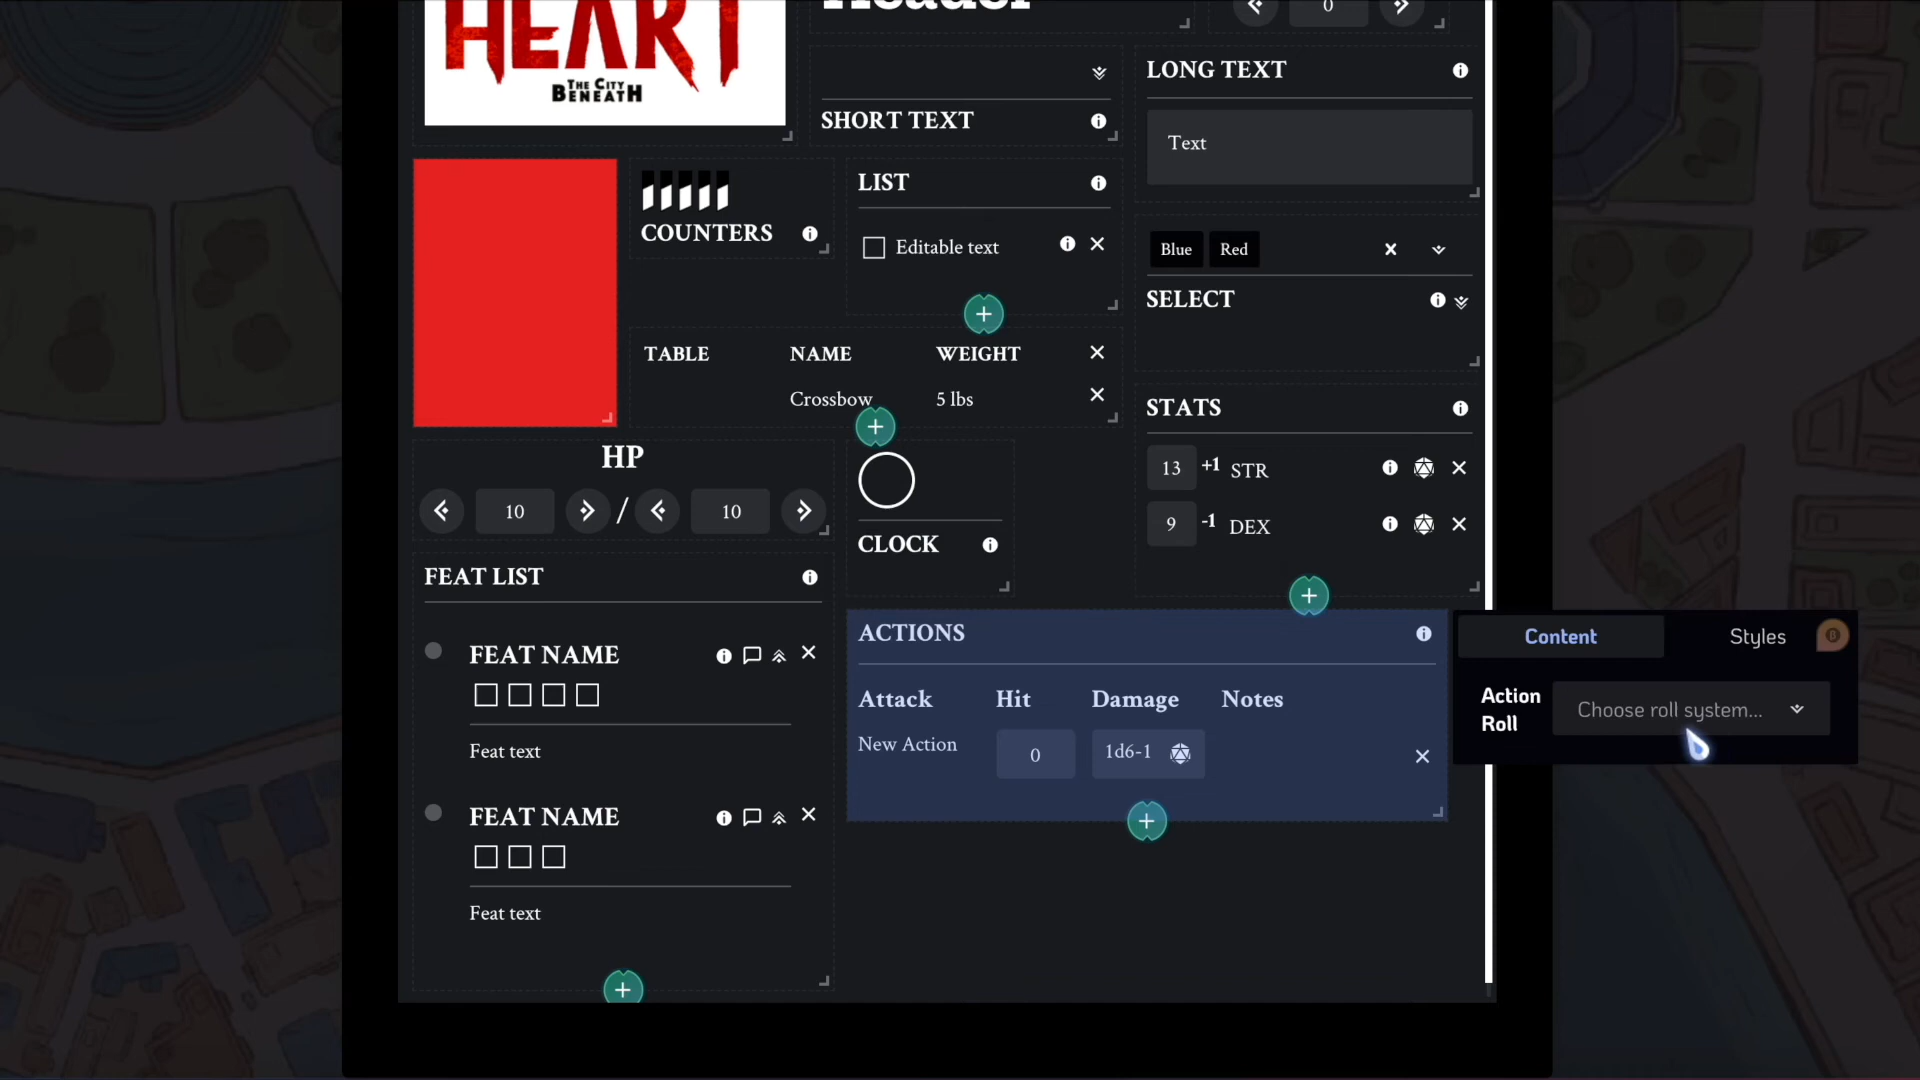 Header
0
HEART
THE CITY
BENEATH
SHORT TEXT
LONG TEXT
Text
COUNTERS
LIST
Editable text
Blue
Red
SELECT
TABLE
NAME
WEIGHT
Crossbow
5 lbs
STATS
13
+1
STR
9
-1
DEX
HP
10
/
10
CLOCK
FEAT LIST
FEAT NAME
Feat text
FEAT NAME
Feat text
ACTIONS
Attack
Hit
Damage
Notes
New Action
0
1d6-1
Content
Styles
Action
Roll
Choose roll system...